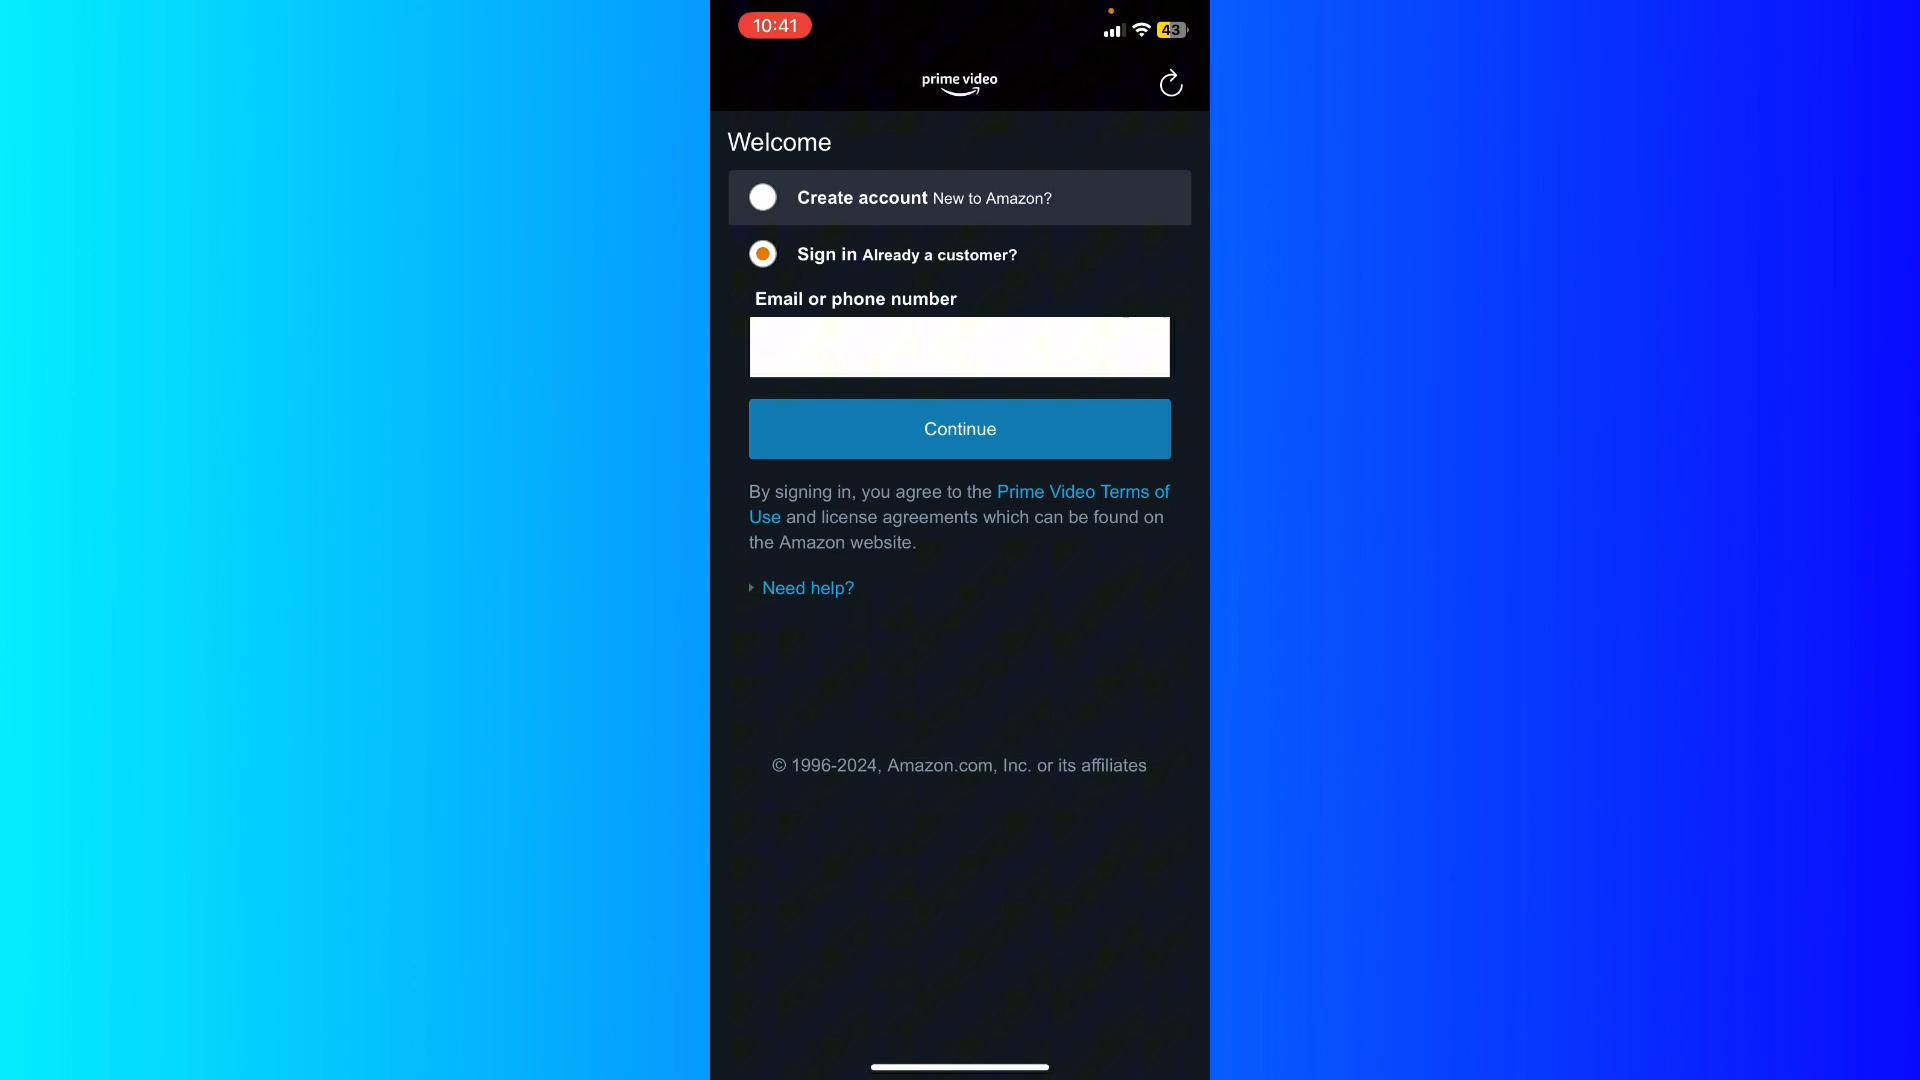 10:41
43
prime video
Welcome
Create account New to Amazon?
Sign in Already a customer?
Email or phone number
Continue
By signing in, you agree to the Prime Video Terms of
Use and license agreements which can be found on
the Amazon website.
Need help?
© 1996-2024, Amazon.com, Inc. or its affiliates